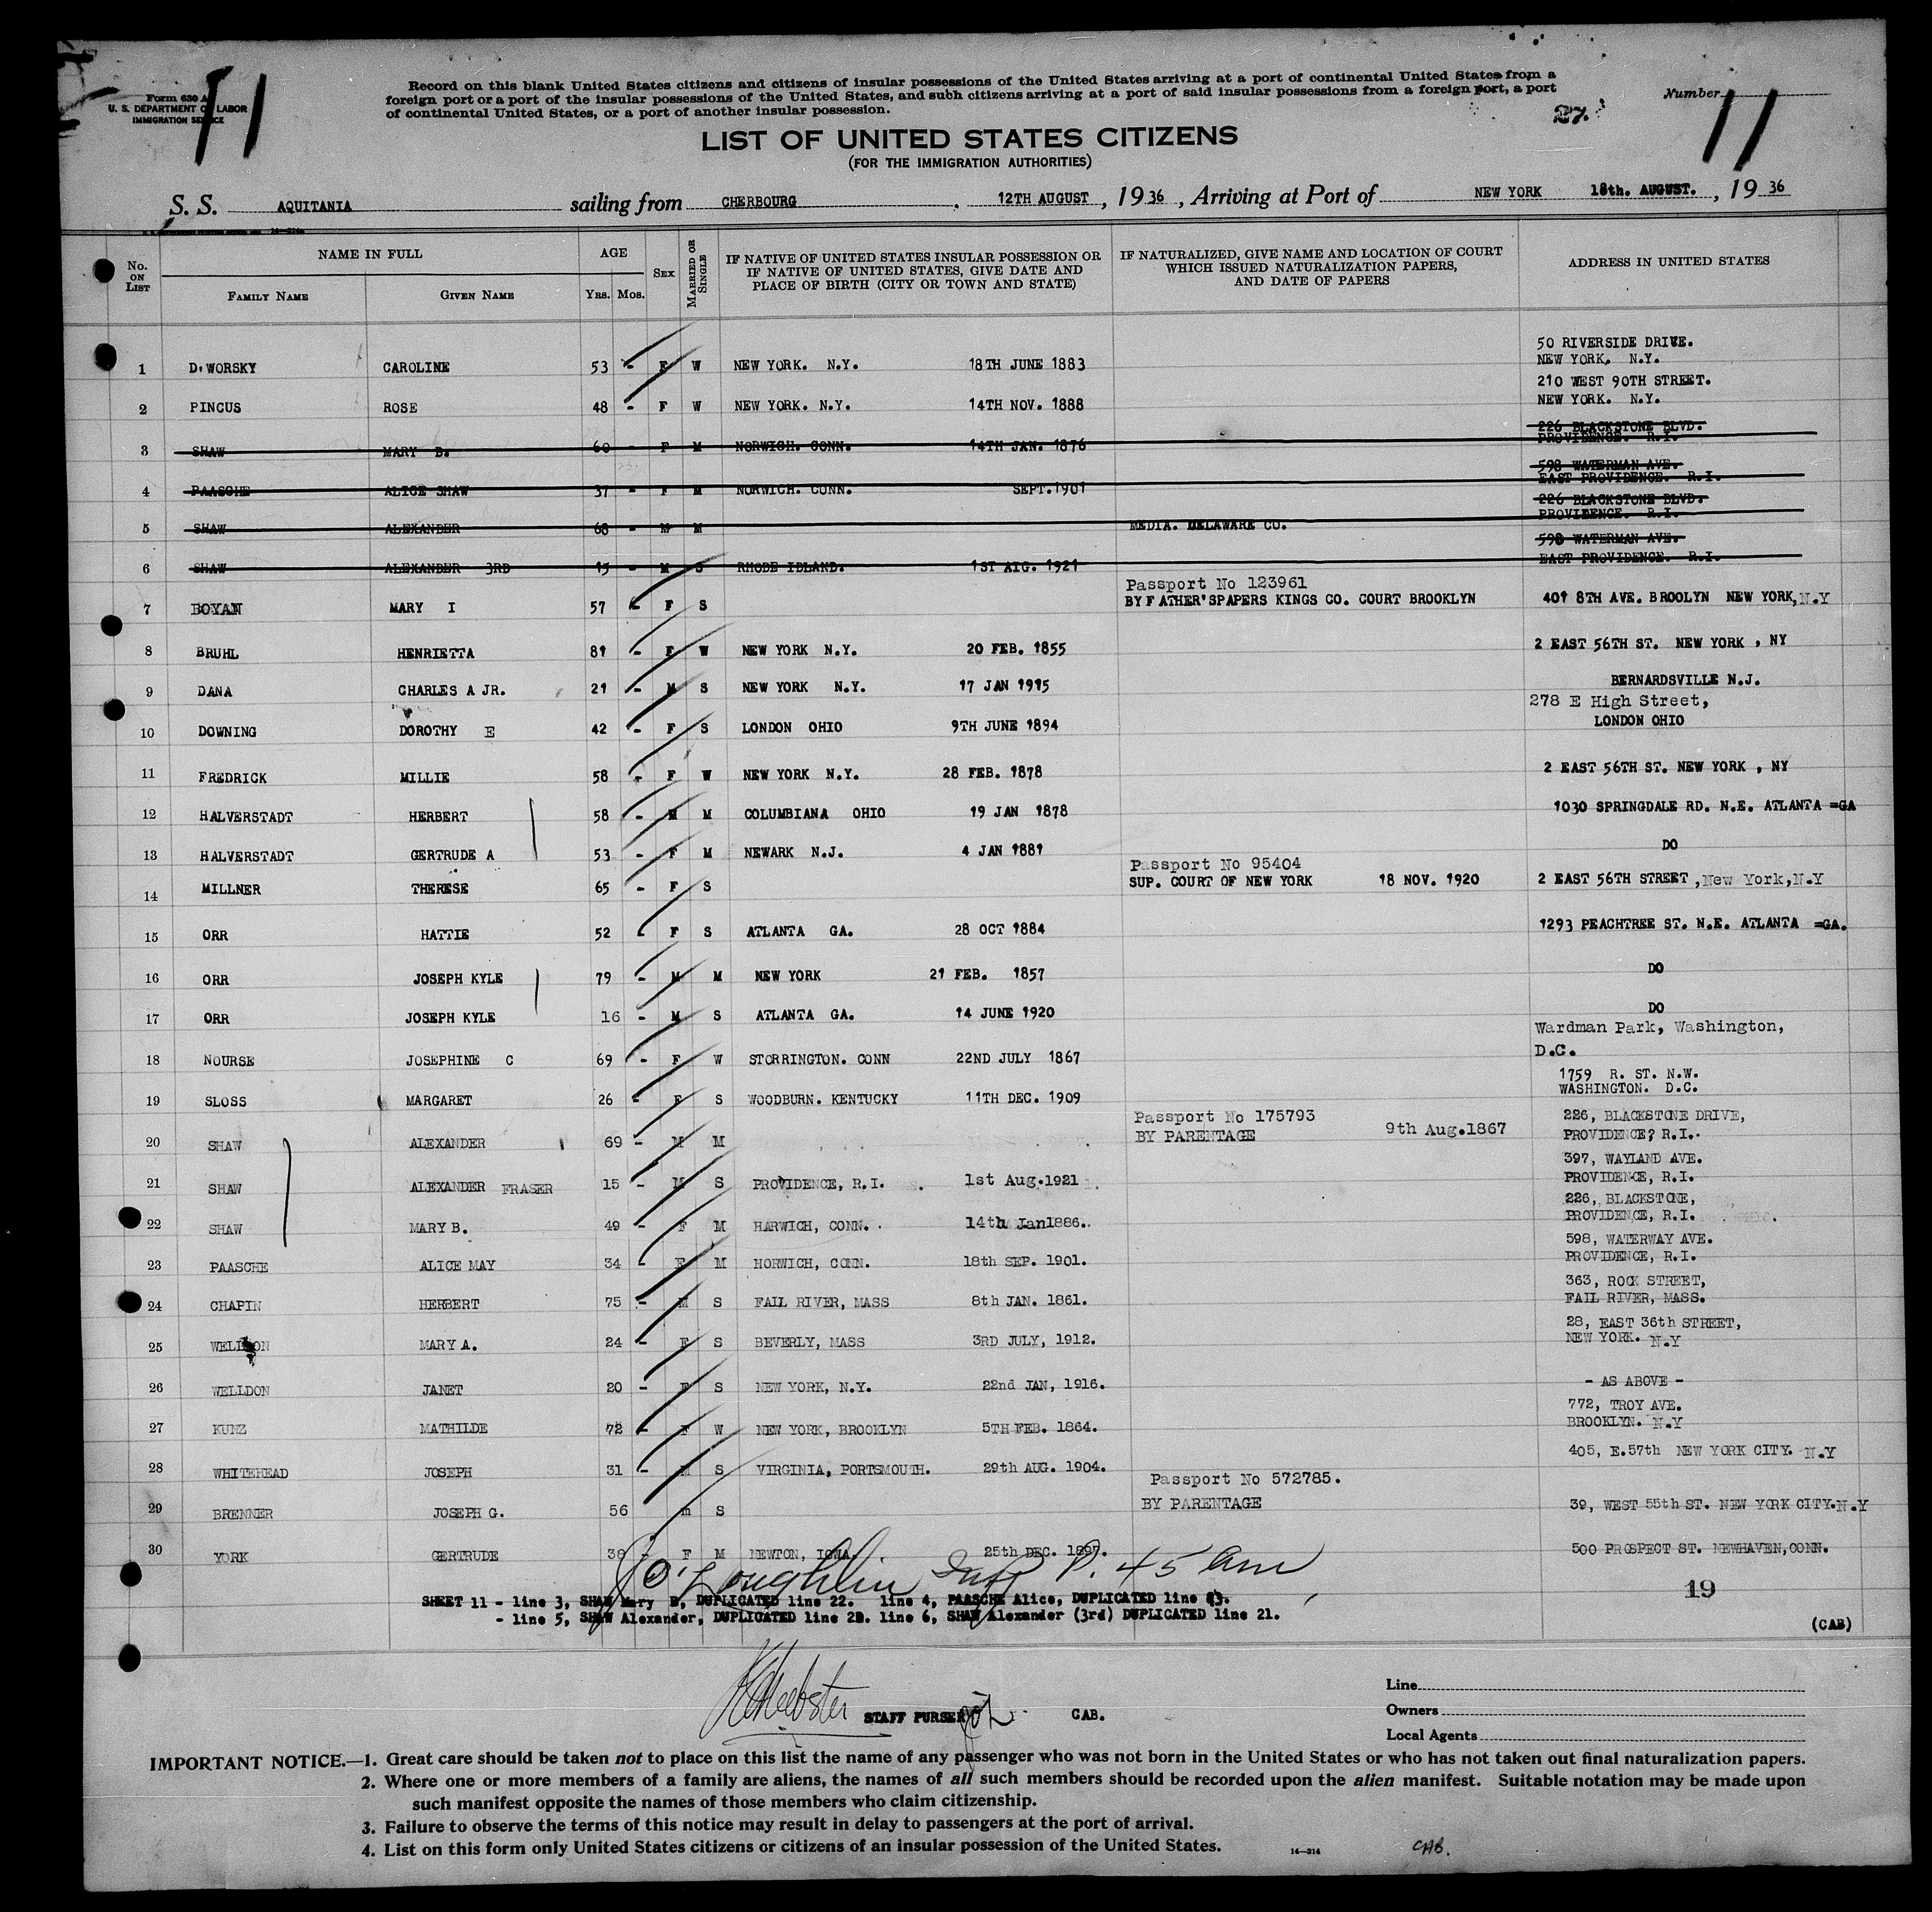 Form 630 A
U. S. DEPARTMENT OF LABOR
IMMIGRATION SERVICE
11
Record on this blank United States citizens and citizens of insular possessions of the United States arriving at a port of continental United States from a
foreign port or a port of the insular possessions of the United States, and such citizens arriving at a port of said insular possessions from a foreign port, a port
of continental United States, or a port of another insular possession.
27.
Number 11
LIST OF UNITED STATES CITIZENS
(FOR THE IMMIGRATION AUTHORITIES)
S. S. AQUITANIA sailing from CHERBOURG, 12TH AUGUST, 1936, Arriving at Port of NEW YORK 18th. AUGUST., 1936
No. ON LIST
NAME IN FULL
FAMILY NAME
GIVEN NAME
AGE
YRS. MOS.
SEX
MARRIED OR SINGLE
IF NATIVE OF UNITED STATES INSULAR POSSESSION OR
IF NATIVE OF UNITED STATES, GIVE DATE AND
PLACE OF BIRTH (CITY OR TOWN AND STATE)
IF NATURALIZED, GIVE NAME AND LOCATION OF COURT
WHICH ISSUED NATURALIZATION PAPERS,
AND DATE OF PAPERS
ADDRESS IN UNITED STATES
50 RIVERSIDE DRIVE.
1 D.WORSKY CAROLINE 53 - F W NEW YORK. N.Y. 18TH JUNE 1883 NEW YORK. N.Y.
210 WEST 90TH STREET.
2 PINCUS ROSE 48 - F W NEW YORK. N.Y. 14TH NOV. 1888 NEW YORK. N.Y.
226 BLACKSTONE BLVD.
3 SHAW MARY B. 60 - F M NORWICH. CONN. 14TH JAN. 1876 PROVIDENCE. R.I.
598 WATERMAN AVE.
4 PAASCHE ALICE SHAW 37 - F M NORWICH. CONN. SEPT.1901 EAST PROVIDENCE. R.I.
226 BLACKSTONE BLVD.
5 SHAW ALEXANDER 68 - M M MEDIA. DELAWARE CO. PROVIDENCE. R.I.
598 WATERMAN AVE.
6 SHAW ALEXANDER 3RD 15 - M S RHODE IDLAND. 1ST AIG. 1921 EAST PROVIDENCE. R.I.
Passport No 123961
7 BOYAN MARY I 57 - F S BY FATHER'SPAPERS KINGS CO. COURT BROOKLYN 401 8TH AVE. BROOLYN NEW YORK,N.Y
8 BRUHL HENRIETTA 81 - F W NEW YORK N.Y. 20 FEB. 1855 2 EAST 56TH ST. NEW YORK , NY
9 DANA CHARLES A JR. 21 - M S NEW YORK N.Y. 17 JAN 1915 BERNARDSVILLE N.J.
278 E High Street,
10 DOWNING DOROTHY E 42 - F S LONDON OHIO 9TH JUNE 1894 LONDON OHIO
11 FREDRICK MILLIE 58 - F W NEW YORK N.Y. 28 FEB. 1878 2 EAST 56TH ST. NEW YORK , NY
12 HALVERSTADT HERBERT 58 - M M COLUMBIANA OHIO 19 JAN 1878 1030 SPRINGDALE RD. N.E. ATLANTA =GA
13 HALVERSTADT GERTRUDE A 53 - F M NEWARK N.J. 4 JAN 1881 DO
Passport No 95404
14 MILLNER THERESE 65 - F S SUP. COURT OF NEW YORK 18 NOV. 1920 2 EAST 56TH STREET ,New York,N.Y
15 ORR HATTIE 52 - F S ATLANTA GA. 28 OCT 1884 1293 PEACHTREE ST. N.E. ATLANTA =GA.
16 ORR JOSEPH KYLE 79 - M M NEW YORK 21 FEB. 1857 DO
17 ORR JOSEPH KYLE 16 - M S ATLANTA GA. 14 JUNE 1920 DO
Wardman Park, Washington,
18 NOURSE JOSEPHINE C 69 - F W STORRINGTON. CONN 22ND JULY 1867 D.C.
1759 R. ST. N.W.
19 SLOSS MARGARET 26 - F S WOODBURN. KENTUCKY 11TH DEC. 1909 WASHINGTON. D.C.
Passport No 175793 226, BLACKSTONE DRIVE,
20 SHAW ALEXANDER 69 - M M BY PARENTAGE 9th Aug.1867 PROVIDENCE? R.I.
397, WAYLAND AVE.
21 SHAW ALEXANDER FRASER 15 - M S PROVIDENCE, R.I. 1st Aug.1921 PROVIDENCE, R.I.
226, BLACKSTONE,
22 SHAW MARY B. 49 - F M HARWICH, CONN. 14th Jan1886. PROVIDENCE, R.I.
598, WATERWAY AVE.
23 PAASCHE ALICE MAY 34 - F M HORWICH, CONN. 18th SEP. 1901. PROVIDENCE, R.I.
363, ROCK STREET,
24 CHAPIN HERBERT 75 - M S FAIL RIVER, MASS 8th JAN. 1861. FAIL RIVER, MASS.
28, EAST 36th STREET,
25 WELLDON MARY A. 24 - F S BEVERLY, MASS 3RD JULY, 1912. NEW YORK. N.Y
26 WELLDON JANET 20 - F S NEW YORK, N.Y. 22nd JAN, 1916. - AS ABOVE -
772, TROY AVE.
27 KUNZ MATHILDE 72 - F W NEW YORK, BROOKLYN 5TH FEB. 1864. BROOKLYN. N.Y
28 WHITEHEAD JOSEPH 31 - M S VIRGINIA, PORTSMOUTH. 29th AUG. 1904. 405, E.57th NEW YORK CITY. N.Y
Passport No 572785.
29 BRENNER JOSEPH G. 56 m S BY PARENTAGE 39, WEST 55th ST. NEW YORK CITY.N.Y
30 YORK GERTRUDE 38 - F M NEWTON, IOWA 25th DEC. 1897. 500 PROSPECT ST. NEWHAVEN,CONN.
J O'Loughlin Insp P. 45 am
19
SHEET 11 - line 3, SHAW Mary B, DUPLICATED line 22. line 4, PAASCHE Alice, DUPLICATED line 23.
- line 5, SHAW Alexander, DUPLICATED line 20. line 6, SHAW Alexander (3rd) DUPLICATED line 21.
(CAB)
Webster STAFF PURSER CAB.
Line
Owners
Local Agents
IMPORTANT NOTICE.—1. Great care should be taken not to place on this list the name of any passenger who was not born in the United States or who has not taken out final naturalization papers.
2. Where one or more members of a family are aliens, the names of all such members should be recorded upon the alien manifest. Suitable notation may be made upon
such manifest opposite the names of those members who claim citizenship.
3. Failure to observe the terms of this notice may result in delay to passengers at the port of arrival.
4. List on this form only United States citizens or citizens of an insular possession of the United States.
14—214
CAB.